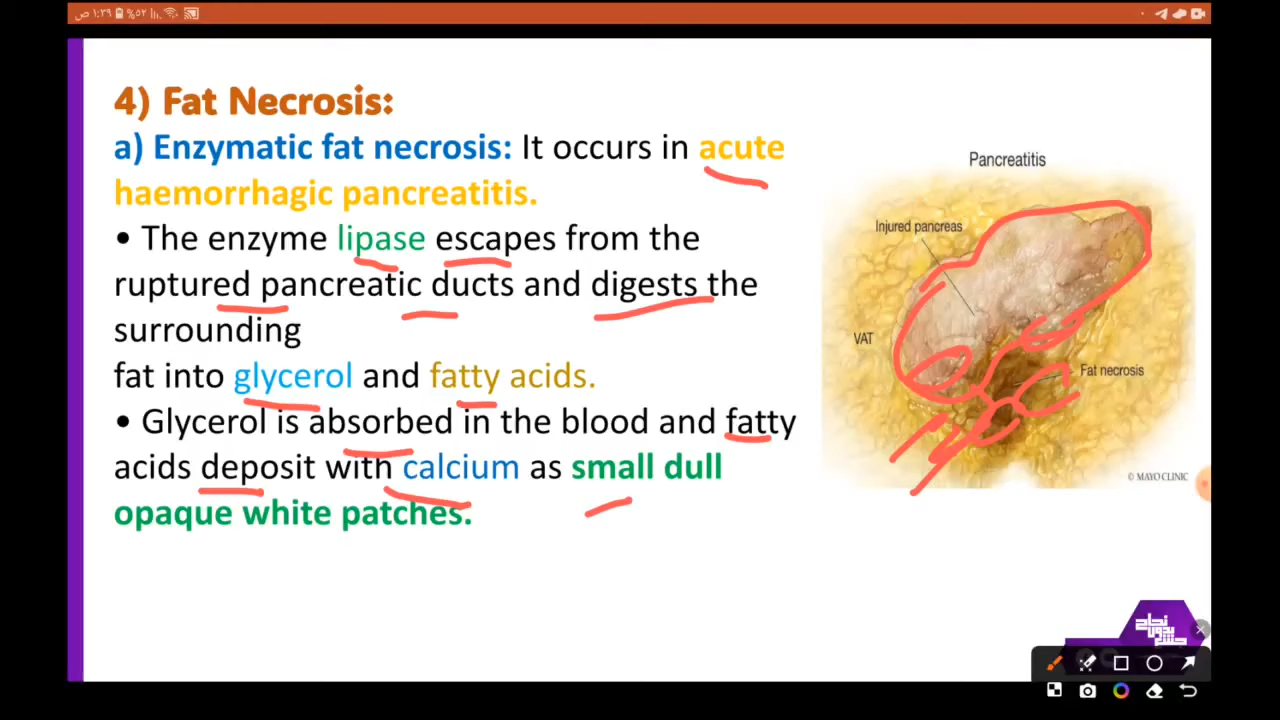 ص ١:٣٩ %٥٢
4) Fat Necrosis:
a) Enzymatic fat necrosis: It occurs in acute
haemorrhagic pancreatitis.
• The enzyme lipase escapes from the
ruptured pancreatic ducts and digests the
surrounding
fat into glycerol and fatty acids.
• Glycerol is absorbed in the blood and fatty
acids deposit with calcium as small dull
opaque white patches.
Pancreatitis
Injured pancreas
VAT
Fat necrosis
© MAYO CLINIC